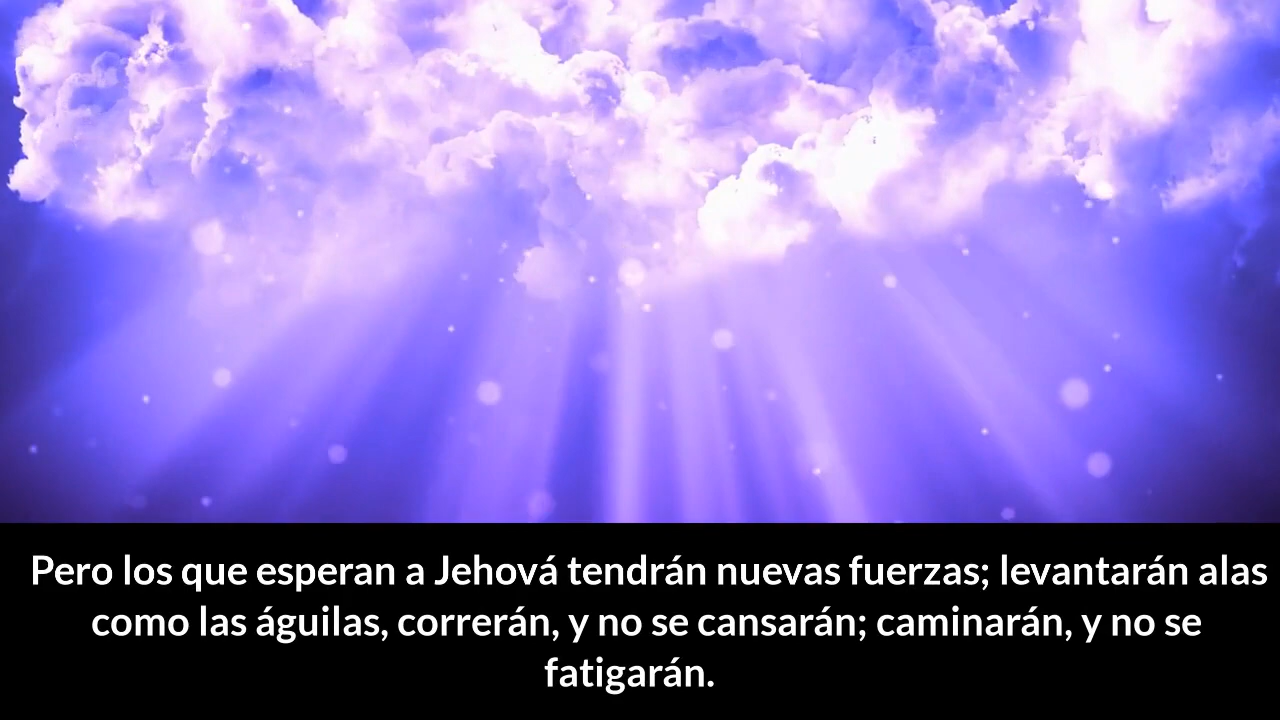 Pero los que esperan a Jehová tendrán nuevas fuerzas; levantarán alas
como las águilas, correrán, y no se cansarán; caminarán, y no se
fatigarán.